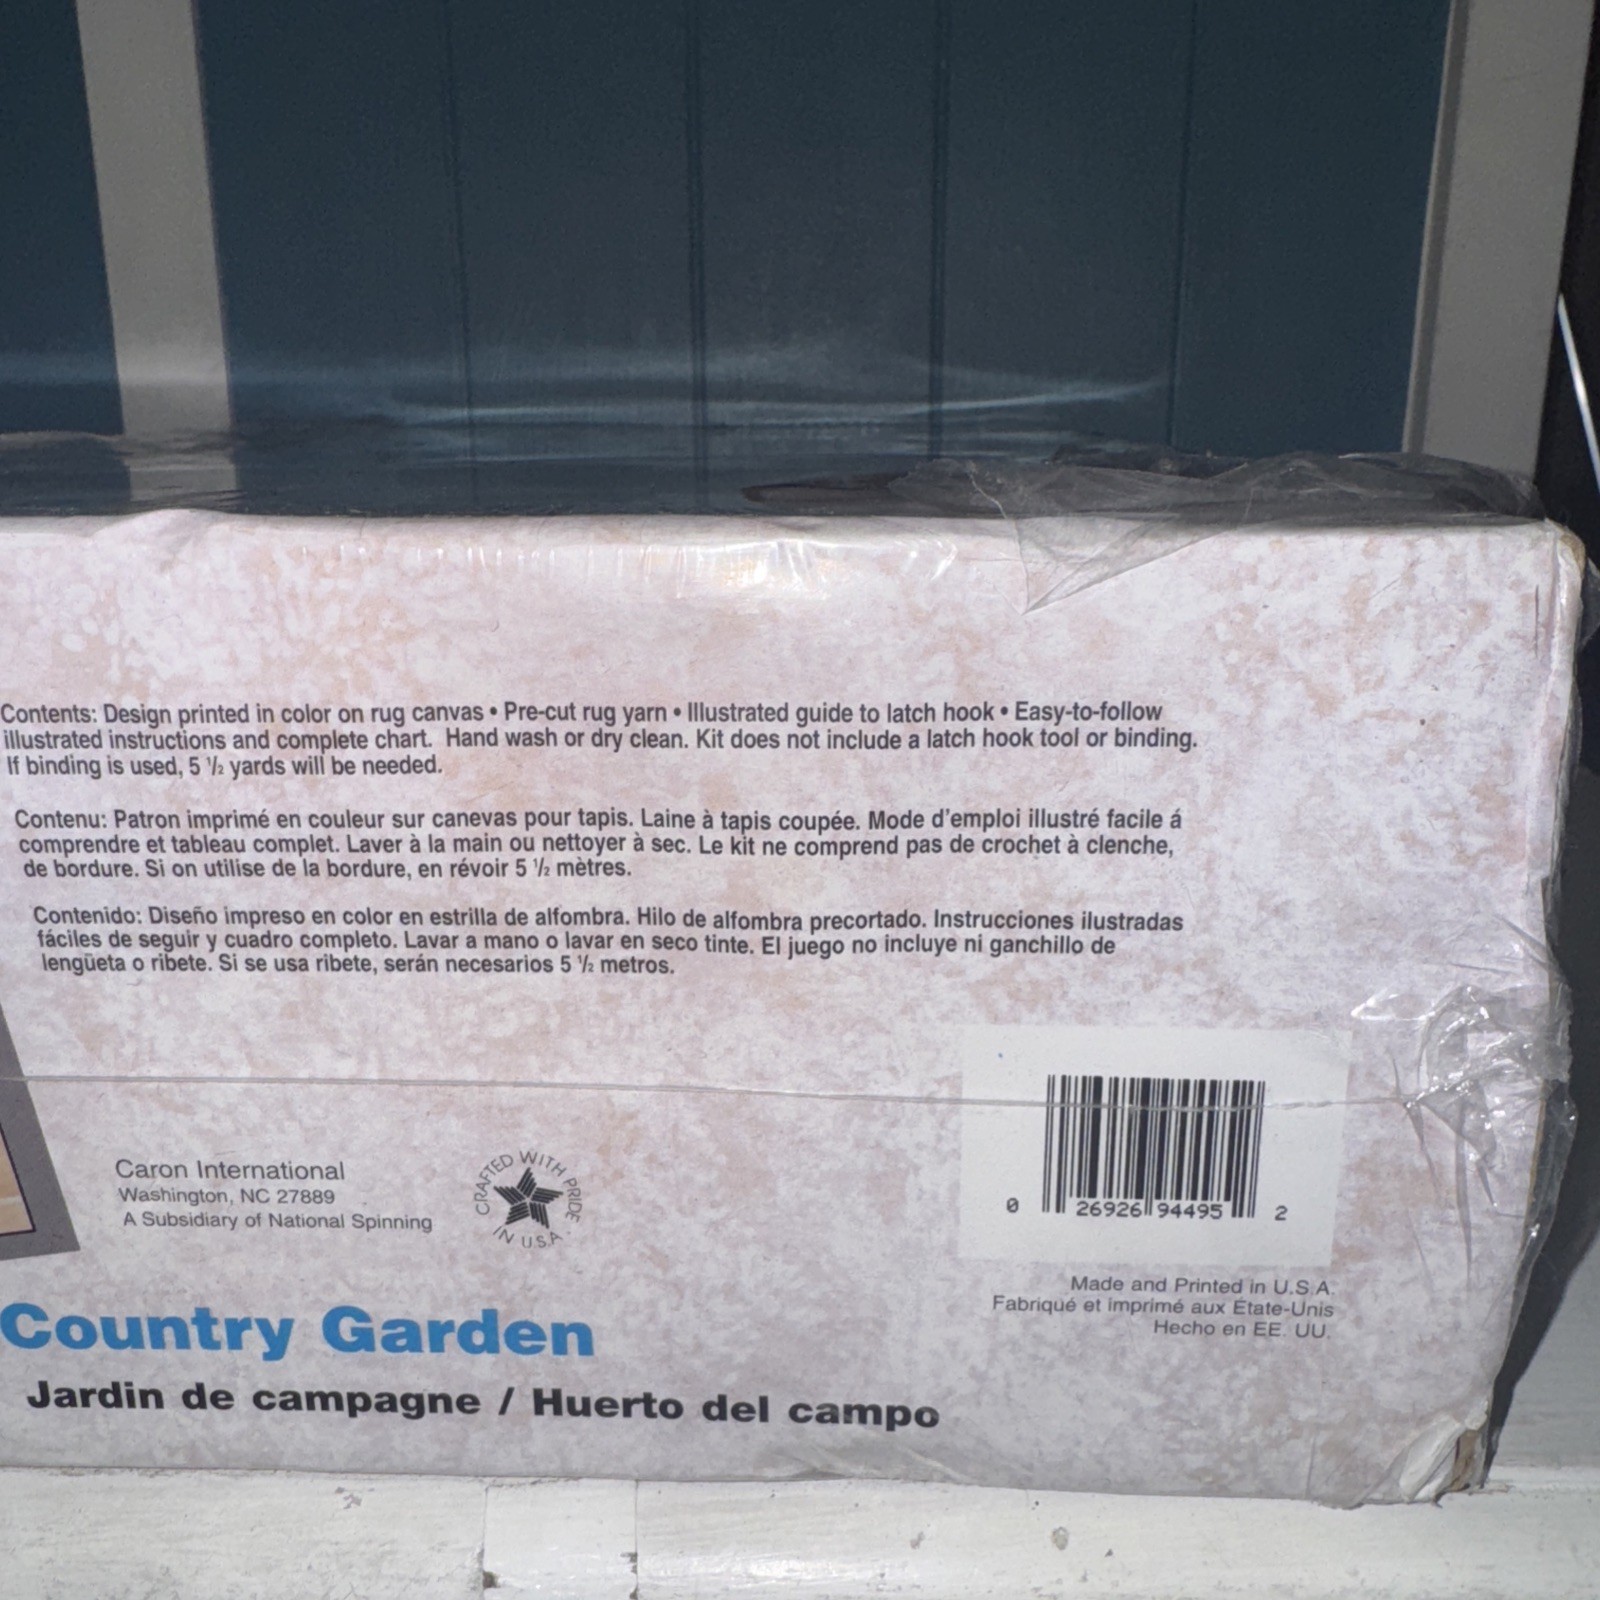 Contents: Design printed in color on rug canvas • Pre-cut rug yarn • Illustrated guide to latch hook • Easy-to-follow
illustrated instructions and complete chart. Hand wash or dry clean. Kit does not include a latch hook tool or binding.
If binding is used, 5 1/2 yards will be needed.
Contenu: Patron imprimé en couleur sur canevas pour tapis. Laine à tapis coupée. Mode d'emploi illustré facile á
comprendre et tableau complet. Laver à la main ou nettoyer à sec. Le kit ne comprend pas de crochet à clenche,
de bordure. Si on utilise de la bordure, en révoir 5 1/2 mètres.
Contenido: Diseño impreso en color en estrilla de alfombra. Hilo de alfombra precortado. Instrucciones ilustradas
fáciles de seguir y cuadro completo. Lavar a mano o lavar en seco tinte. El juego no incluye ni ganchillo de
lengüeta o ribete. Si se usa ribete, serán necesarios 5 1/2 metros.
Caron International
Washington, NC 27889
A Subsidiary of National Spinning
CRAFTED WITH PRIDE
IN U.S.A.
0 26926 94495 2
Made and Printed in U.S.A.
Fabriqué et imprimé aux État​e-Unis
Hecho en EE. UU.
Country Garden
Jardin de campagne / Huerto del campo